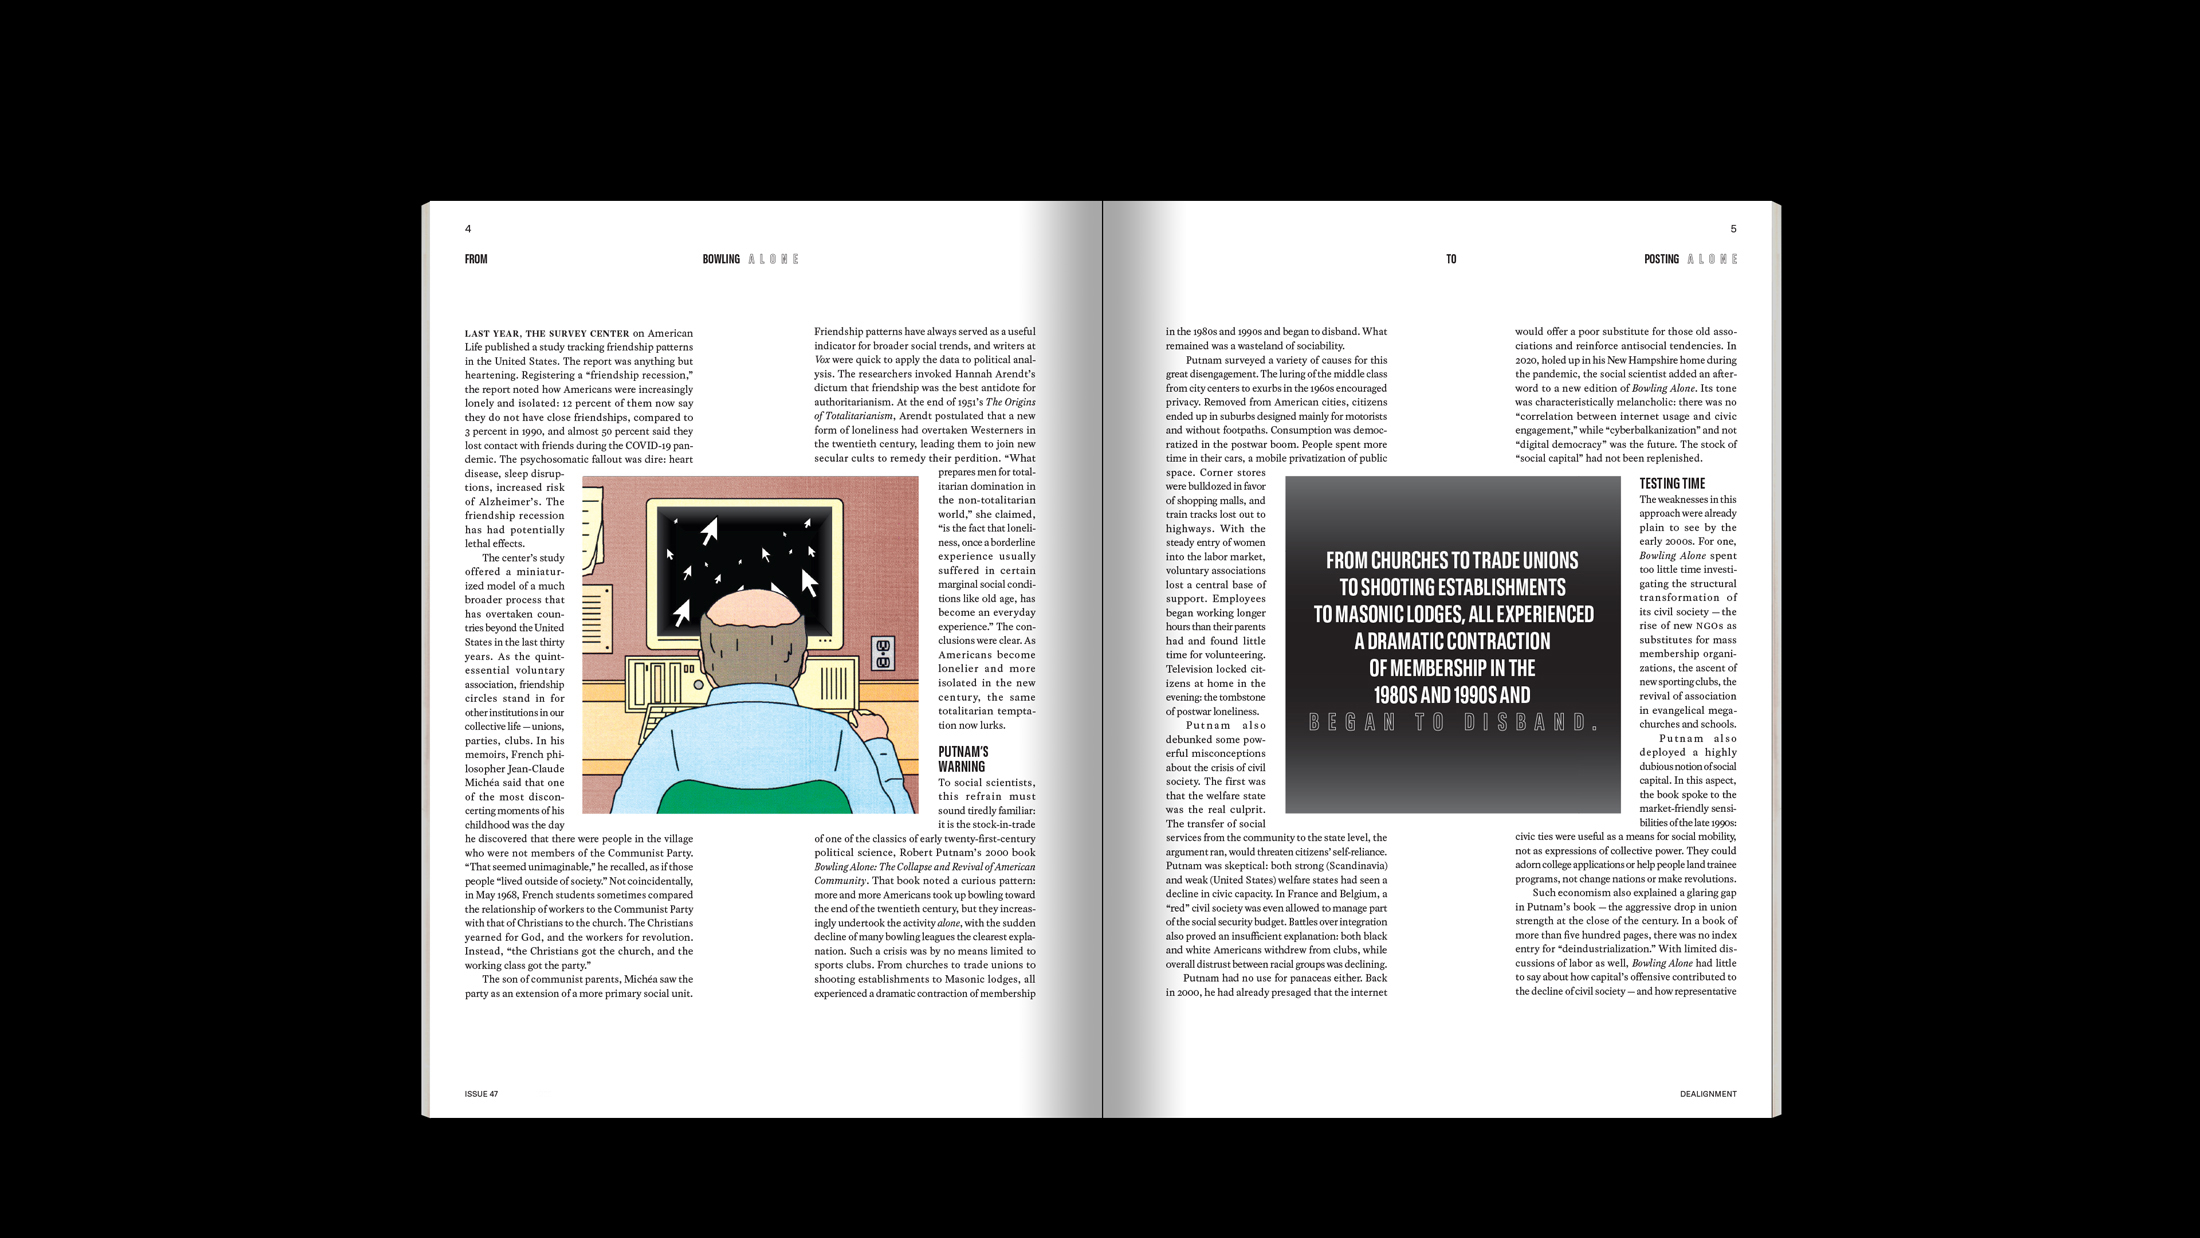 4
FROM BOWLING ALONE
LAST YEAR, THE SURVEY CENTER on American
Life published a study tracking friendship patterns
in the United States. The report was anything but
heartening. Registering a “friendship recession,”
the report noted how Americans were increasingly
lonely and isolated: 12 percent of them now say
they do not have close friendships, compared to
3 percent in 1990, and almost 50 percent said they
lost contact with friends during the COVID-19 pan-
demic. The psychosomatic fallout was dire: heart
disease, sleep disrup-
tions, increased risk
of Alzheimer’s. The
friendship recession
has had potentially
lethal effects.
The center’s study
offered a miniatur-
ized model of a much
broader process that
has overtaken coun-
tries beyond the United
States in the last thirty
years. As the quint-
essential voluntary
association, friendship
circles stand in for
other institutions in our
collective life — unions,
parties, clubs. In his
memoirs, French phi-
losopher Jean-Claude
Michéa said that one
of the most discon-
certing moments of his
childhood was the day
he discovered that there were people in the village
who were not members of the Communist Party.
“That seemed unimaginable,” he recalled, as if those
people “lived outside of society.” Not coincidentally,
in May 1968, French students sometimes compared
the relationship of workers to the Communist Party
with that of Christians to the church. The Christians
yearned for God, and the workers for revolution.
Instead, “the Christians got the church, and the
working class got the party.”
The son of communist parents, Michéa saw the
party as an extension of a more primary social unit.
Friendship patterns have always served as a useful
indicator for broader social trends, and writers at
Vox were quick to apply the data to political anal-
ysis. The researchers invoked Hannah Arendt’s
dictum that friendship was the best antidote for
authoritarianism. At the end of 1951’s The Origins
of Totalitarianism, Arendt postulated that a new
form of loneliness had overtaken Westerners in
the twentieth century, leading them to join new
secular cults to remedy their perdition. “What
prepares men for total-
itarian domination in
the non-totalitarian
world,” she claimed,
“is the fact that loneli-
ness, once a borderline
experience usually
suffered in certain
marginal social condi-
tions like old age, has
become an everyday
experience.” The con-
clusions were clear. As
Americans become
lonelier and more
isolated in the new
century, the same
totalitarian tempta-
tion now lurks.
PUTNAM’S
WARNING
To social scientists,
this refrain must
sound tiredly familiar:
it is the stock-in-trade
of one of the classics of early twenty-first-century
political science, Robert Putnam’s 2000 book
Bowling Alone: The Collapse and Revival of American
Community. That book noted a curious pattern:
more and more Americans took up bowling toward
the end of the twentieth century, but they increas-
ingly undertook the activity alone, with the sudden
decline of many bowling leagues the clearest expla-
nation. Such a crisis was by no means limited to
sports clubs. From churches to trade unions to
shooting establishments to Masonic lodges, all
experienced a dramatic contraction of membership
ISSUE 47
5
TO POSTING ALONE
in the 1980s and 1990s and began to disband. What
remained was a wasteland of sociability.
Putnam surveyed a variety of causes for this
great disengagement. The luring of the middle class
from city centers to exurbs in the 1960s encouraged
privacy. Removed from American cities, citizens
ended up in suburbs designed mainly for motorists
and without footpaths. Consumption was democ-
ratized in the postwar boom. People spent more
time in their cars, a mobile privatization of public
space. Corner stores
were bulldozed in favor
of shopping malls, and
train tracks lost out to
highways. With the
steady entry of women
into the labor market,
voluntary associations
lost a central base of
support. Employees
began working longer
hours than their parents
had and found little
time for volunteering.
Television locked cit-
izens at home in the
evening: the tombstone
of postwar loneliness.
Putnam also
debunked some pow-
erful misconceptions
about the crisis of civil
society. The first was
that the welfare state
was the real culprit.
The transfer of social
services from the community to the state level, the
argument ran, would threaten citizens’ self-reliance.
Putnam was skeptical: both strong (Scandinavia)
and weak (United States) welfare states had seen a
decline in civic capacity. In France and Belgium, a
“red” civil society was even allowed to manage part
of the social security budget. Battles over integration
also proved an insufficient explanation: both black
and white Americans withdrew from clubs, while
overall distrust between racial groups was declining.
Putnam had no use for panaceas either. Back
in 2000, he had already presaged that the internet
FROM CHURCHES TO TRADE UNIONS
TO SHOOTING ESTABLISHMENTS
TO MASONIC LODGES, ALL EXPERIENCED
A DRAMATIC CONTRACTION
OF MEMBERSHIP IN THE
1980S AND 1990S AND
BEGAN TO DISBAND.
would offer a poor substitute for those old asso-
ciations and reinforce antisocial tendencies. In
2020, holed up in his New Hampshire home during
the pandemic, the social scientist added an after-
word to a new edition of Bowling Alone. Its tone
was characteristically melancholic: there was no
“correlation between internet usage and civic
engagement,” while “cyberbalkanization” and not
“digital democracy” was the future. The stock of
“social capital” had not been replenished.
TESTING TIME
The weaknesses in this
approach were already
plain to see by the
early 2000s. For one,
Bowling Alone spent
too little time investi-
gating the structural
transformation of
its civil society — the
rise of new NGOs as
substitutes for mass
membership organi-
zations, the ascent of
new sporting clubs, the
revival of association
in evangelical mega-
churches and schools.
Putnam also
deployed a highly
dubious notion of social
capital. In this aspect,
the book spoke to the
market-friendly sensi-
bilities of the late 1990s:
civic ties were useful as a means for social mobility,
not as expressions of collective power. They could
adorn college applications or help people land trainee
programs, not change nations or make revolutions.
Such economism also explained a glaring gap
in Putnam’s book — the aggressive drop in union
strength at the close of the century. In a book of
more than five hundred pages, there was no index
entry for “deindustrialization.” With limited dis-
cussions of labor as well, Bowling Alone had little
to say about how capital’s offensive contributed to
the decline of civil society — and how representative
DEALIGNMENT